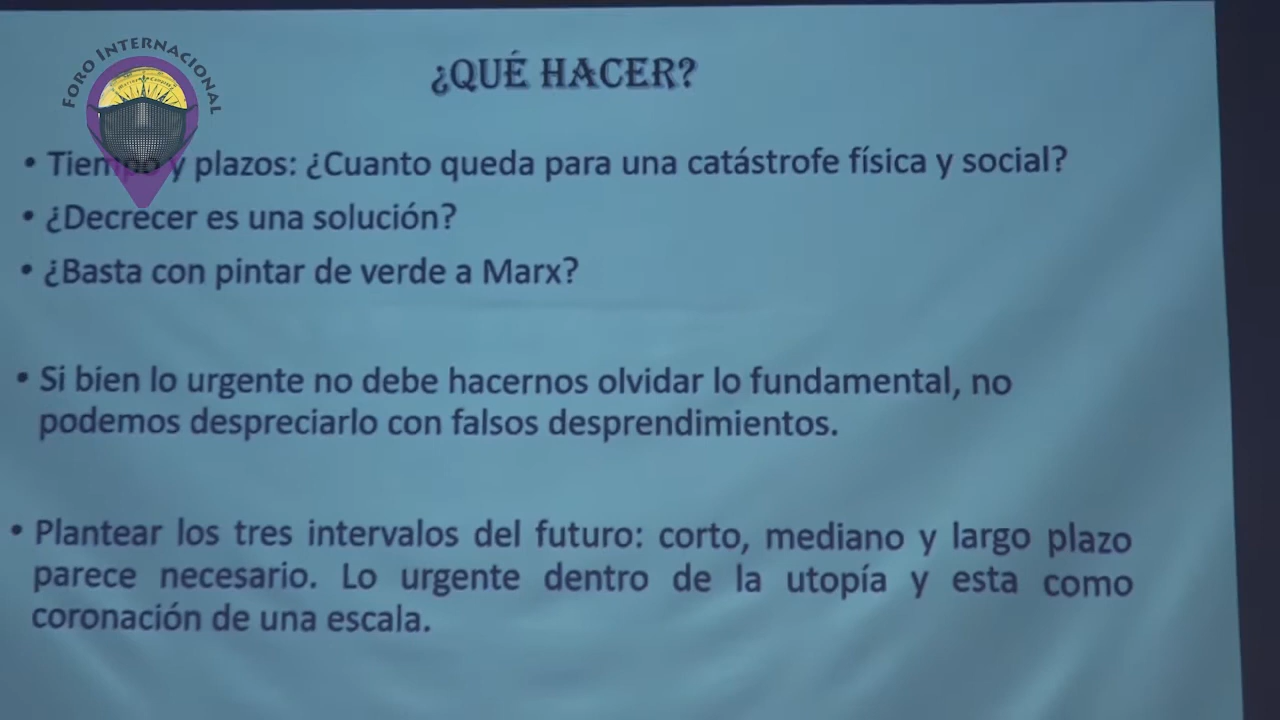 FORO INTERNACIONAL
¿QUÉ HACER?
• Tiempo y plazos: ¿Cuanto queda para una catástrofe física y social?
• ¿Decrecer es una solución?
• ¿Basta con pintar de verde a Marx?
• Si bien lo urgente no debe hacernos olvidar lo fundamental, no
podemos despreciarlo con falsos desprendimientos.
• Plantear los tres intervalos del futuro: corto, mediano y largo plazo
parece necesario. Lo urgente dentro de la utopía y esta como
coronación de una escala.